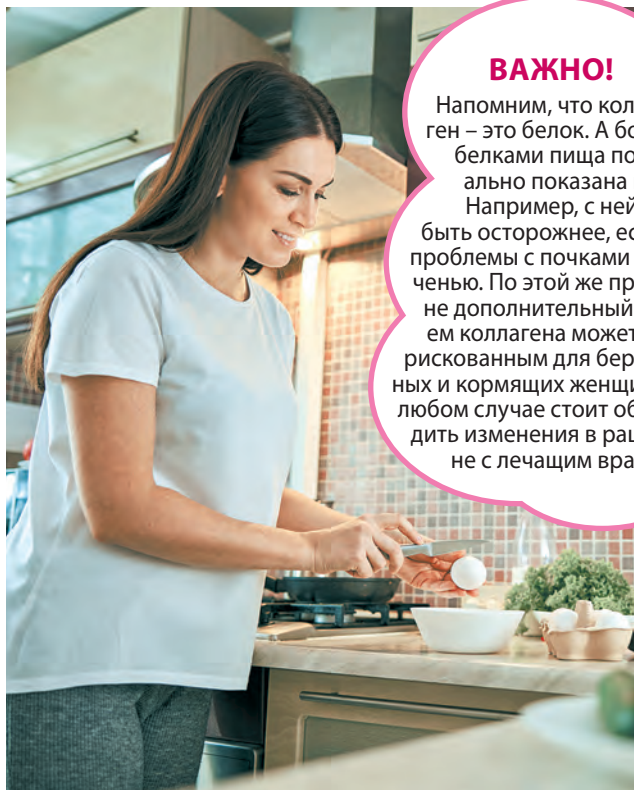 ВАЖНО!
Напомним, что кол
ген – это белок. А бо
белками пища по
ально показана
Например, с ней
быть осторожнее, ес
проблемы с почками
ченью. По этой же пр
не дополнительный
ем коллагена может
рискованным для бер
ных и кормящих женщи
любом случае стоит об
дить изменения в рац
не с лечащим вра